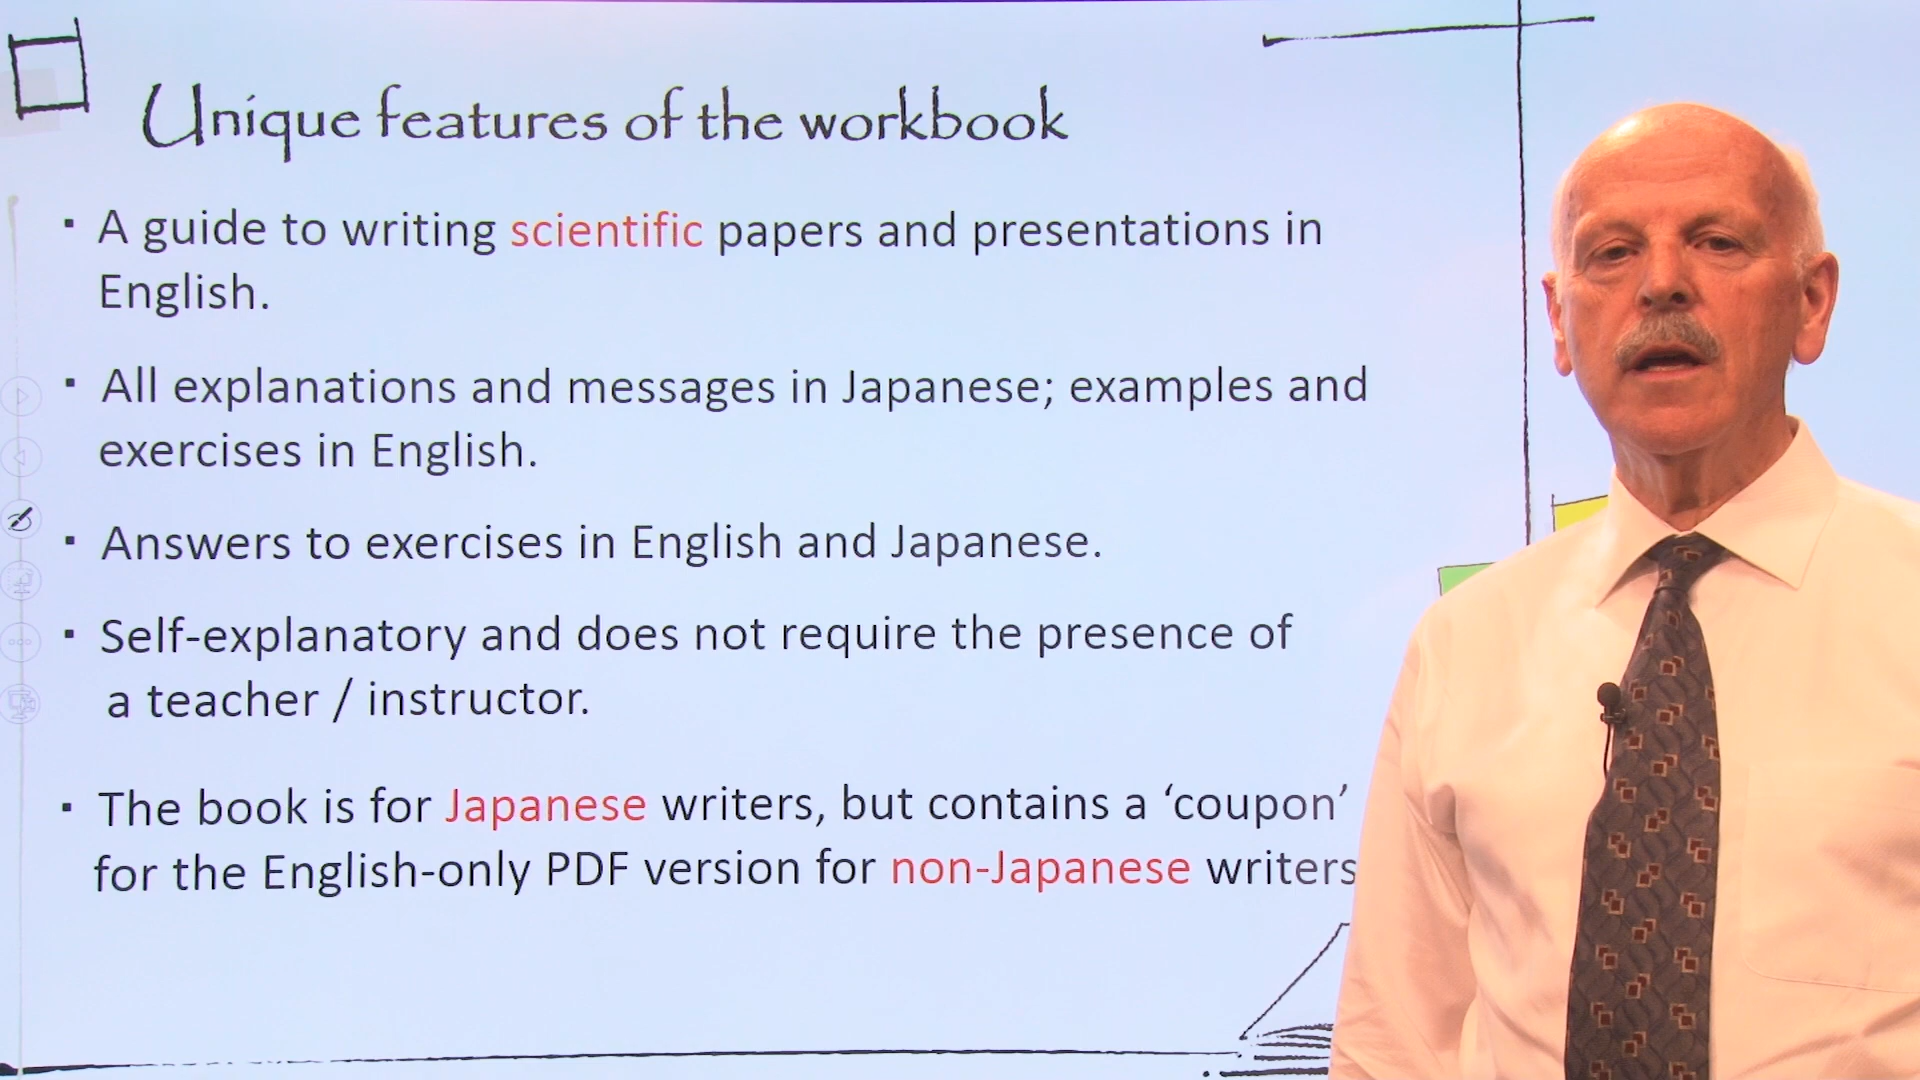 Unique features of the workbook
▪ A guide to writing scientific papers and presentations in
English.
▪ All explanations and messages in Japanese; examples and
exercises in English.
▪ Answers to exercises in English and Japanese.
▪ Self-explanatory and does not require the presence of
a teacher / instructor.
▪ The book is for Japanese writers, but contains a ‘coupon’
for the English-only PDF version for non-Japanese writers